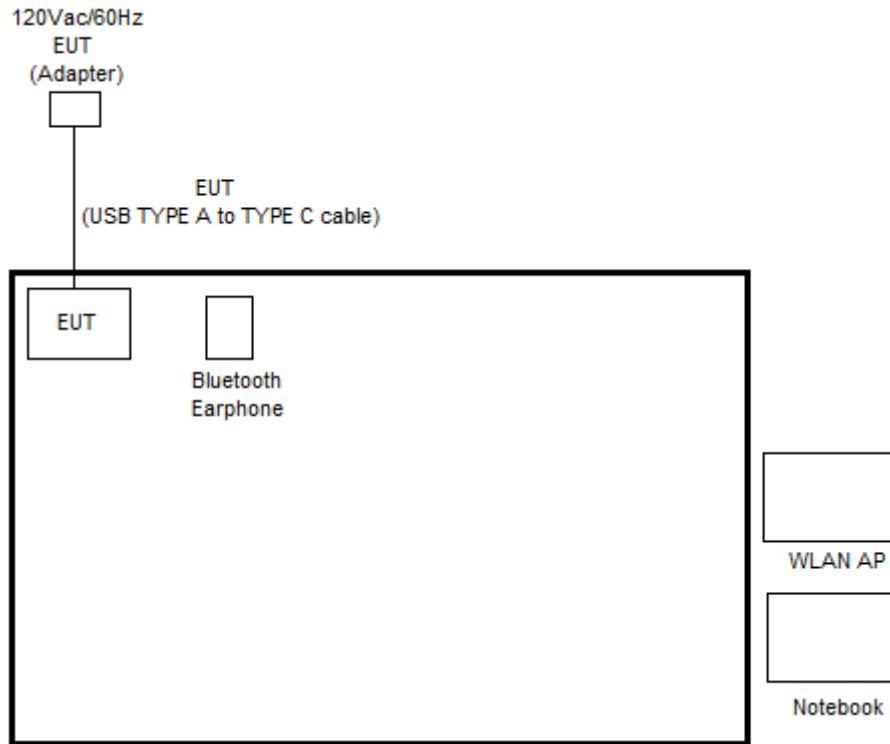 120Vac/60Hz
EUT
(Adapter)
EUT
(USB TYPE A to TYPE C cable)
EUT
Bluetooth
Earphone
WLAN AP
Notebook